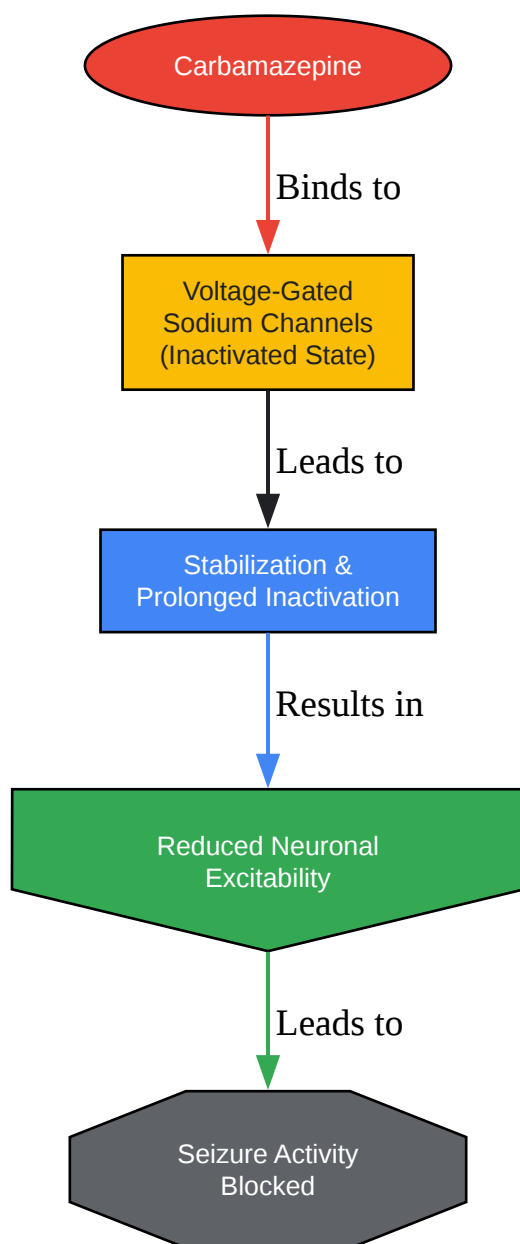 Carbamazepine
Binds to
Voltage-Gated
Sodium Channels
(Inactivated State)
Leads to
Stabilization &
Prolonged Inactivation
Results in
Reduced Neuronal
Excitability
Leads to
Seizure Activity
Blocked